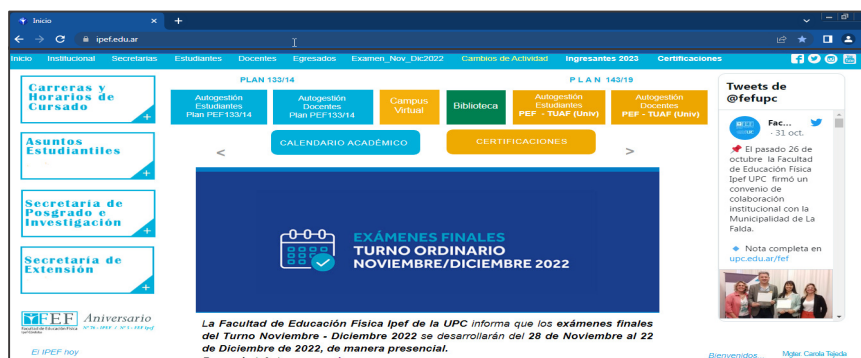 Inicio
ipef.edu.ar
Inicio Institucional Secretarías Estudiantes Docentes Egresados Examen_Nov_Dic2022 Cambios de Actividad Ingresantes 2023 Certificaciones
Carreras y
Horarios de
Cursado
Asuntos
Estudiantiles
Secretaría de
Posgrado e
Investigación
Secretaría de
Extensión
FEF Aniversario
El IPEF hoy
PLAN 133/14
PLAN 143/19
Autogestión
Estudiantes
Plan PEF133/14
Autogestión
Docentes
Plan PEF133/14
Campus
Virtual
Biblioteca
Autogestión
Estudiantes
PEF - TUAF (Univ)
Autogestión
Docentes
PEF - TUAF (Univ)
<
CALENDARIO ACADÉMICO
CERTIFICACIONES
>
EXÁMENES FINALES
TURNO ORDINARIO
NOVIEMBRE/DICIEMBRE 2022
La Facultad de Educación Física Ipef de la UPC informa que los exámenes finales
del Turno Noviembre - Diciembre 2022 se desarrollarán del 28 de Noviembre al 22
de Diciembre de 2022, de manera presencial.
Tweets de
@fefupc
Fac...
- 31 oct.
El pasado 26 de
octubre la Facultad
de Educación Física
Ipef UPC firmó un
convenio de
colaboración
institucional con la
Municipalidad de La
Falda.
Nota completa en
upc.edu.ar/fef
Bienvenidos... Mgter. Carola Tejeda